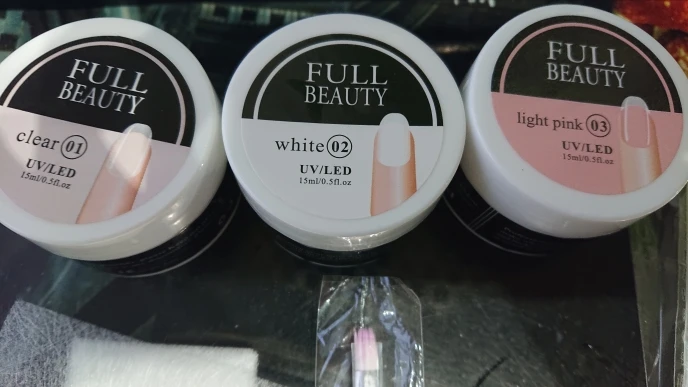 FULL
BEAUTY
clear 01
UV/LED
15ml/0.5fl.oz
FULL
BEAUTY
white 02
UV/LED
15ml/0.5fl.oz
FULL
BEAUTY
light pink 03
UV/LED
15ml/0.5fl.oz